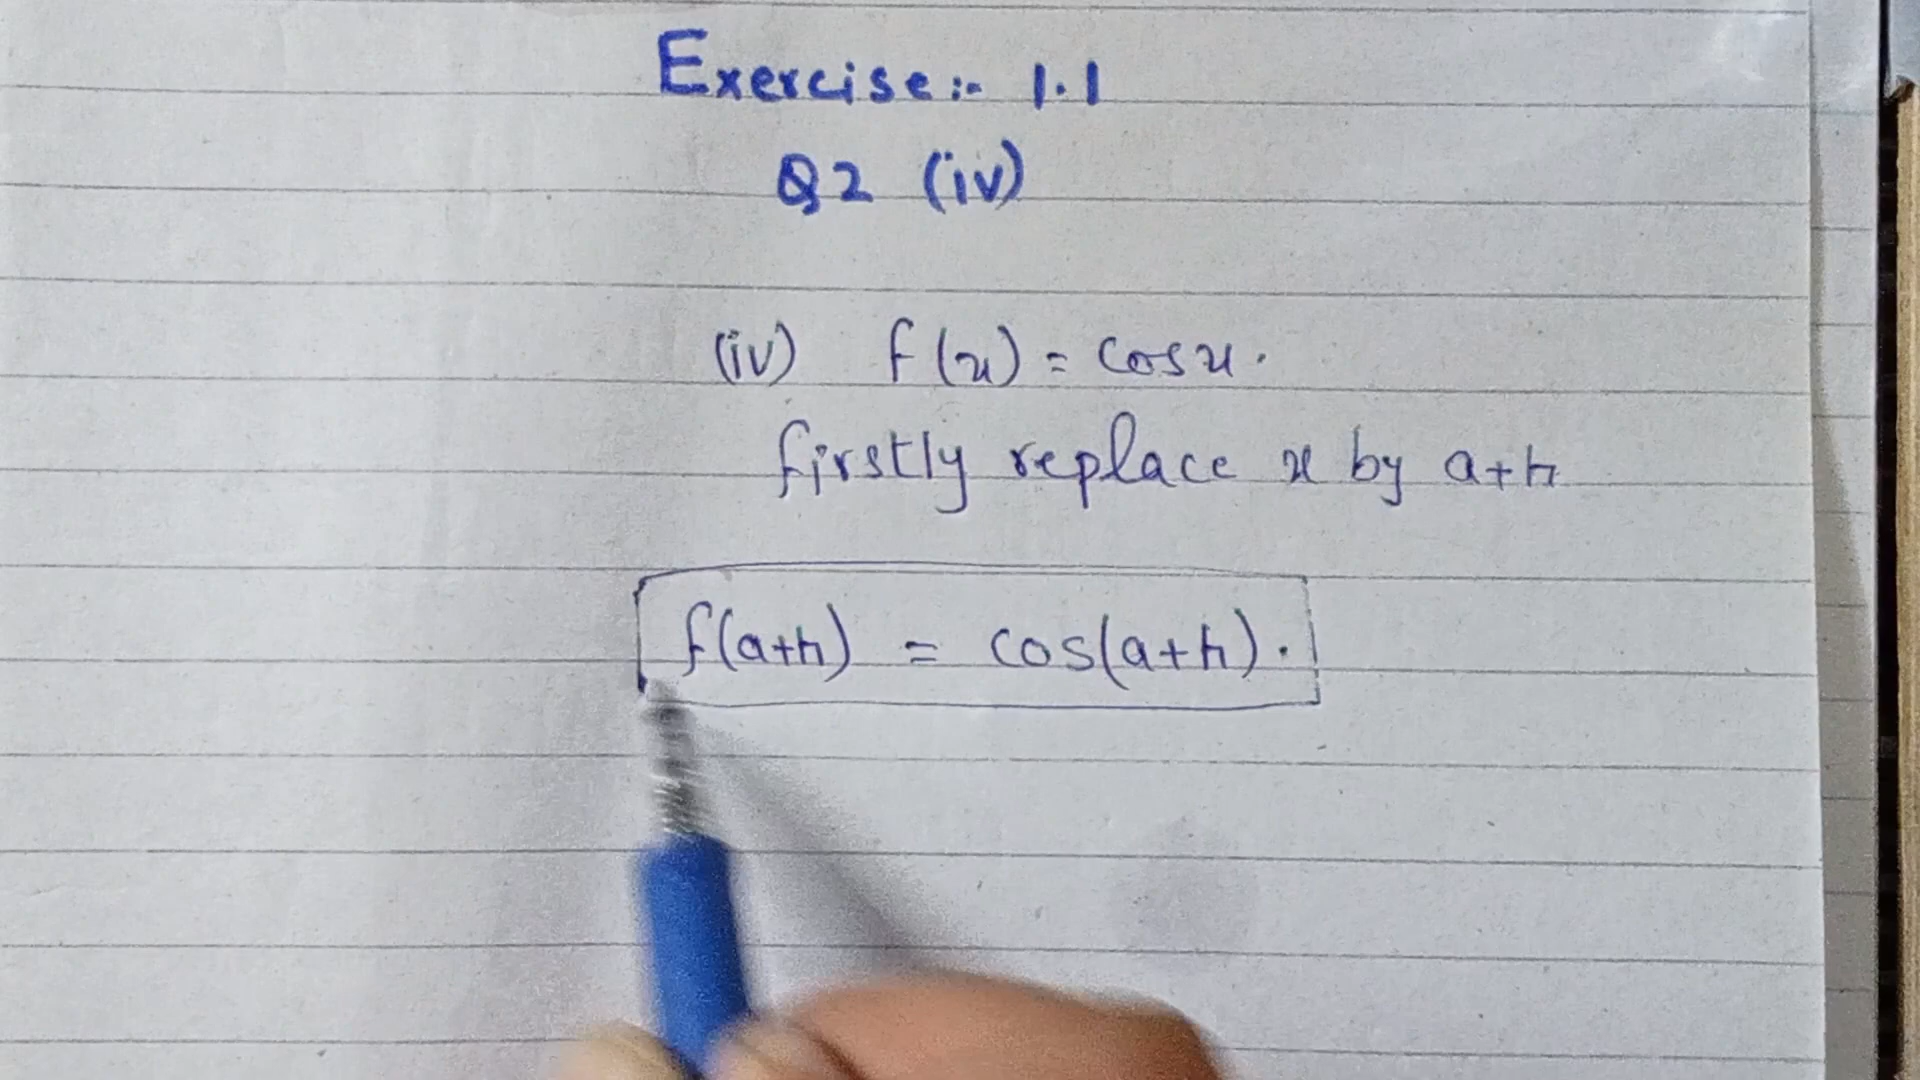 Exercise:- 1.1
Q2 (iv)
(iv) f(x) = cosx.
firstly replace x by a+h
f(a+h) = cos(a+h).